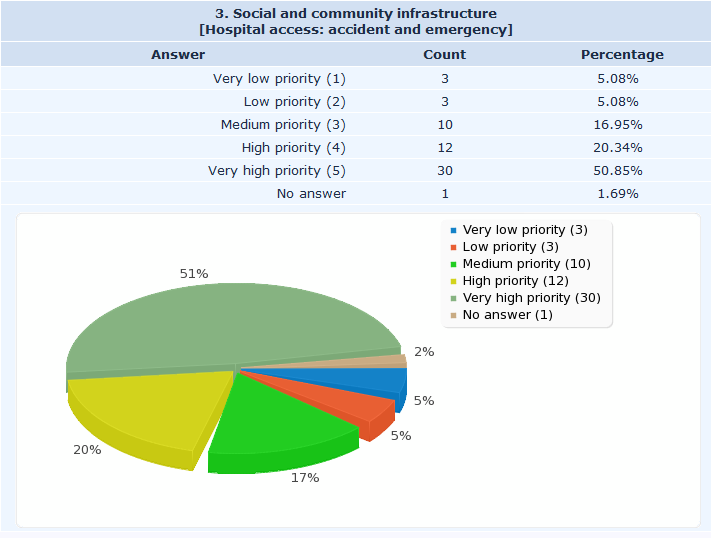 3. Social and community infrastructure
[Hospital access: accident and emergency]
Answer Count Percentage
Very low priority (1) 3 5.08%
Low priority (2) 3 5.08%
Medium priority (3) 10 16.95%
High priority (4) 12 20.34%
Very high priority (5) 30 50.85%
No answer 1 1.69%
Very low priority (3)
Low priority (3)
Medium priority (10)
High priority (12)
Very high priority (30)
No answer (1)
51%
2%
5%
5%
20%
17%